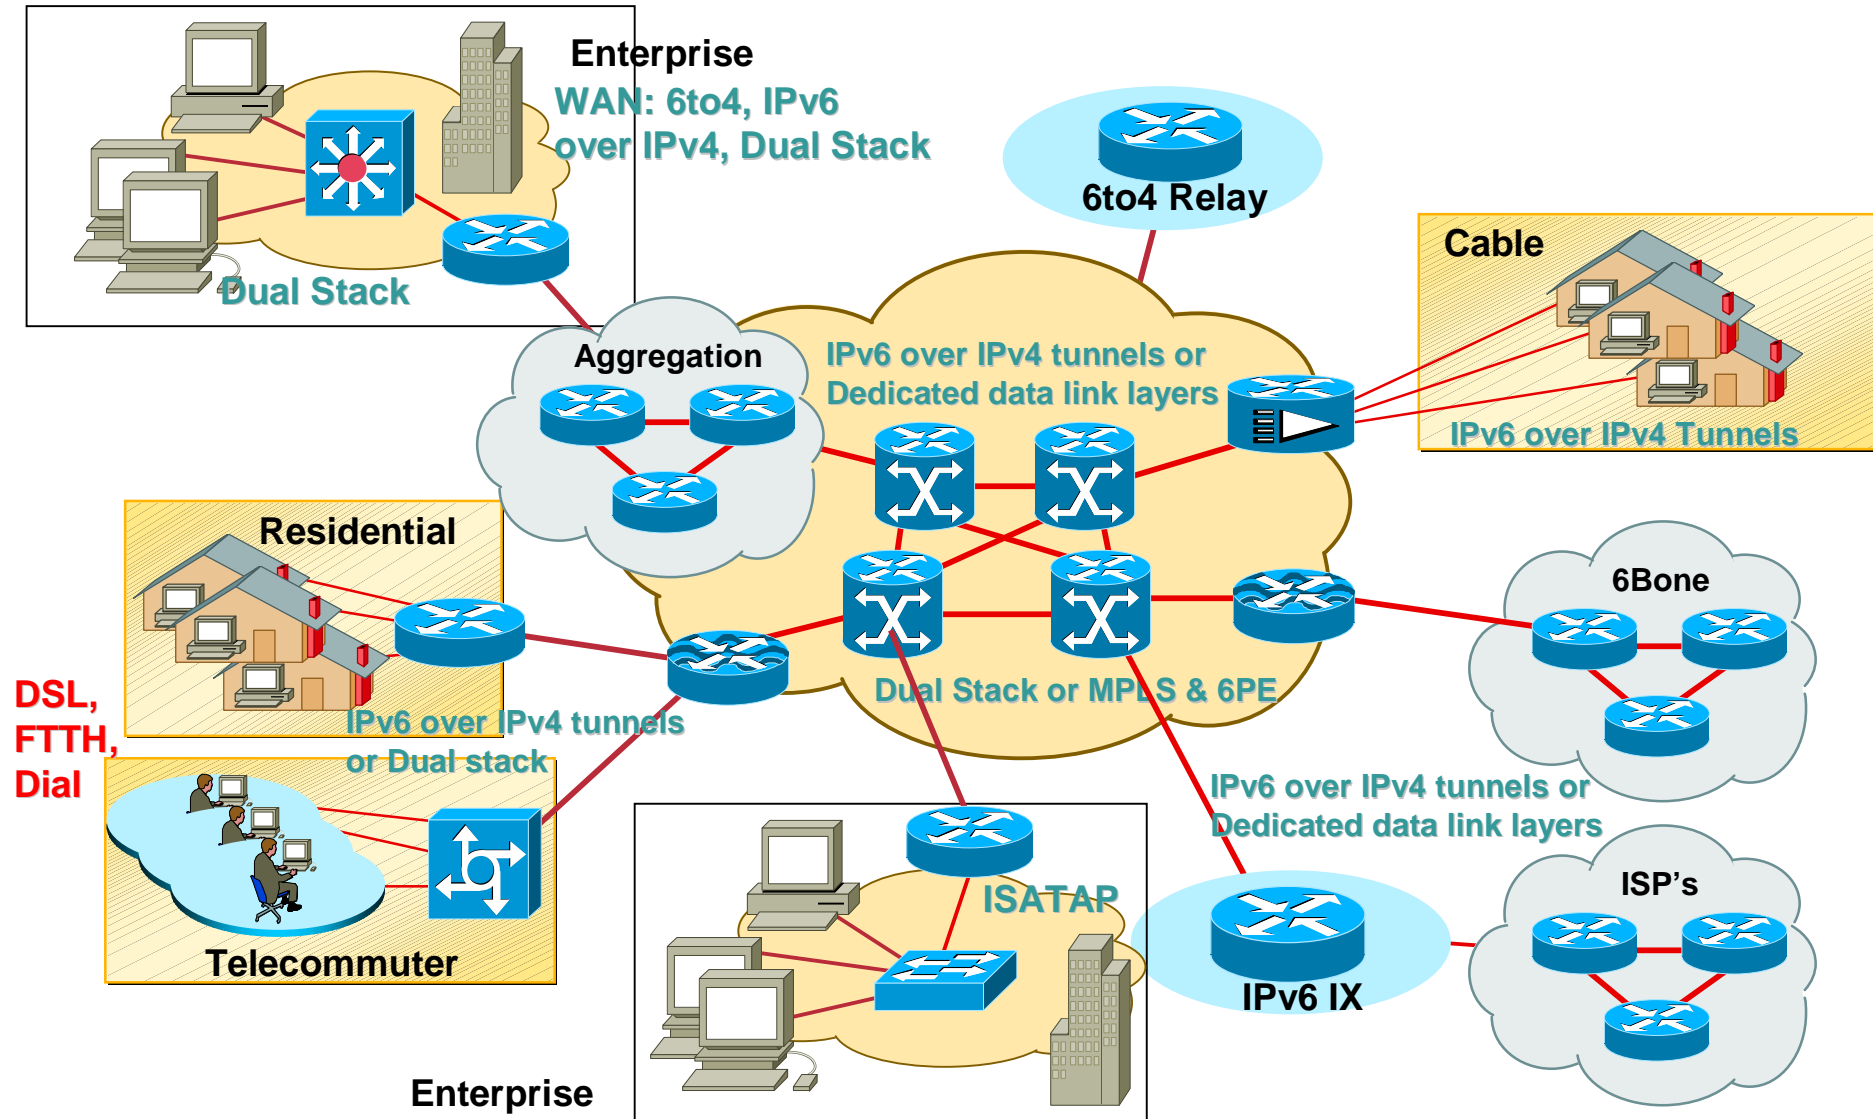 Enterprise
WAN: 6to4, IPv6
over IPv4, Dual Stack
Dual Stack
6to4 Relay
Cable
IPv6 over IPv4 Tunnels
Aggregation
IPv6 over IPv4 tunnels or
Dedicated data link layers
Residential
6Bone
DSL,
FTTH,
Dial
IPv6 over IPv4 tunnels
or Dual stack
Dual Stack or MPLS & 6PE
IPv6 over IPv4 tunnels or
Dedicated data link layers
Telecommuter
ISATAP
ISP's
IPv6 IX
Enterprise